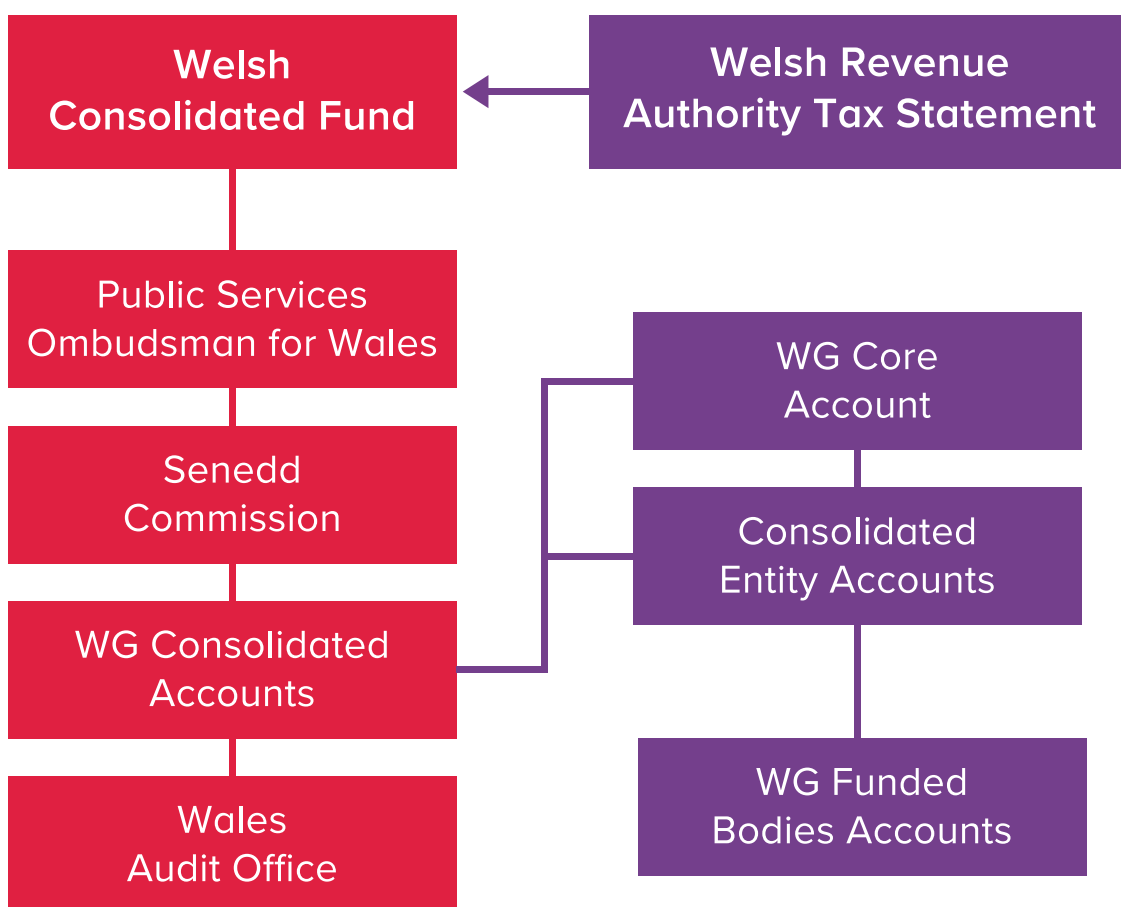 Welsh
Consolidated Fund
Welsh Revenue
Authority Tax Statement
Public Services
Ombudsman for Wales
Senedd
Commission
WG Consolidated
Accounts
Wales
Audit Office
WG Core
Account
Consolidated
Entity Accounts
WG Funded
Bodies Accounts